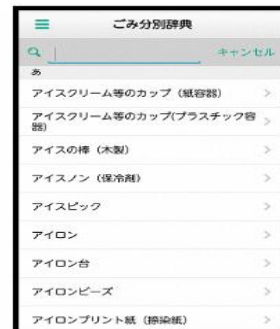 ごみ分別辞典
キャンセル
あ
アイスクリーム等のカップ（紙容器）
アイスクリーム等のカップ(プラスチック容
器)
アイスの棒（木製）
アイスノン（保冷剤）
アイスピック
アイロン
アイロン台
アイロンビーズ
アイロンプリント紙（捺染紙）